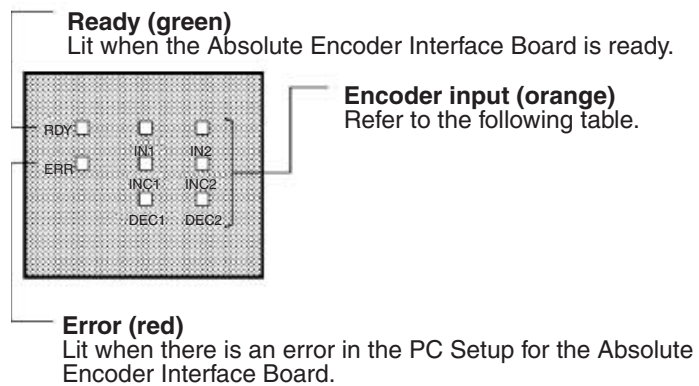 Ready (green)
Lit when the Absolute Encoder Interface Board is ready.
Encoder input (orange)
Refer to the following table.
RDY
IN1 IN2
ERR
INC1 INC2
DEC1 DEC2
Error (red)
Lit when there is an error in the PC Setup for the Absolute
Encoder Interface Board.